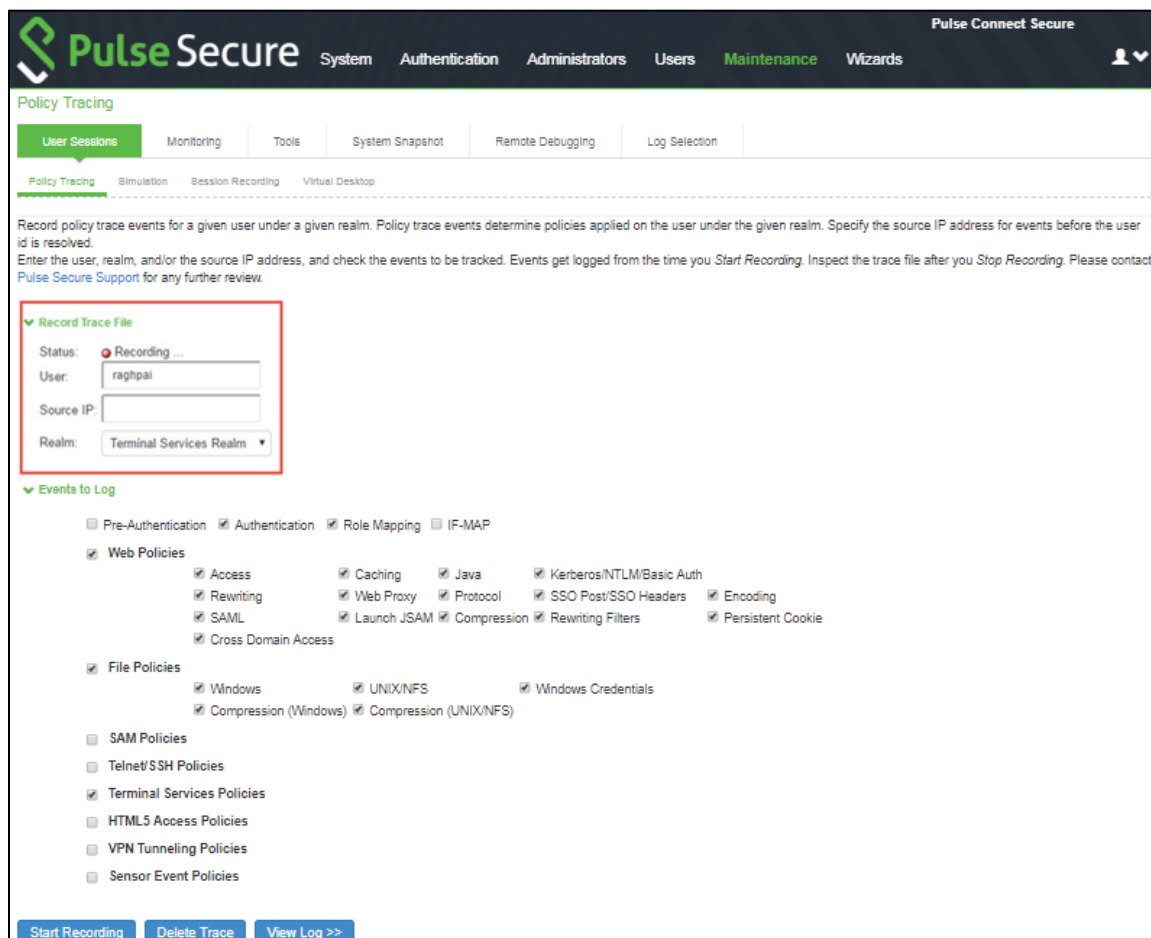 Pulse Connect Secure
Pulse Secure System Authentication Administrators Users Maintenance Wizards
Policy Tracing
User Sessions Monitoring Tools System Snapshot Remote Debugging Log Selection
Policy Tracing Simulation Session Recording Virtual Desktop
Record policy trace events for a given user under a given realm. Policy trace events determine policies applied on the user under the given realm. Specify the source IP address for events before the user
id is resolved.
Enter the user, realm, and/or the source IP address, and check the events to be tracked. Events get logged from the time you Start Recording. Inspect the trace file after you Stop Recording. Please contact
Pulse Secure Support for any further review.
Record Trace File
Status: Recording ...
User: raghpai
Source IP:
Realm: Terminal Services Realm
Events to Log
Pre-Authentication Authentication Role Mapping IF-MAP
Web Policies
Access Caching Java Kerberos/NTLM/Basic Auth
Rewriting Web Proxy Protocol SSO Post/SSO Headers Encoding
SAML Launch JSAM Compression Rewriting Filters Persistent Cookie
Cross Domain Access
File Policies
Windows UNIX/NFS Windows Credentials
Compression (Windows) Compression (UNIX/NFS)
SAM Policies
Telnet/SSH Policies
Terminal Services Policies
HTML5 Access Policies
VPN Tunneling Policies
Sensor Event Policies
Start Recording Delete Trace View Log >>